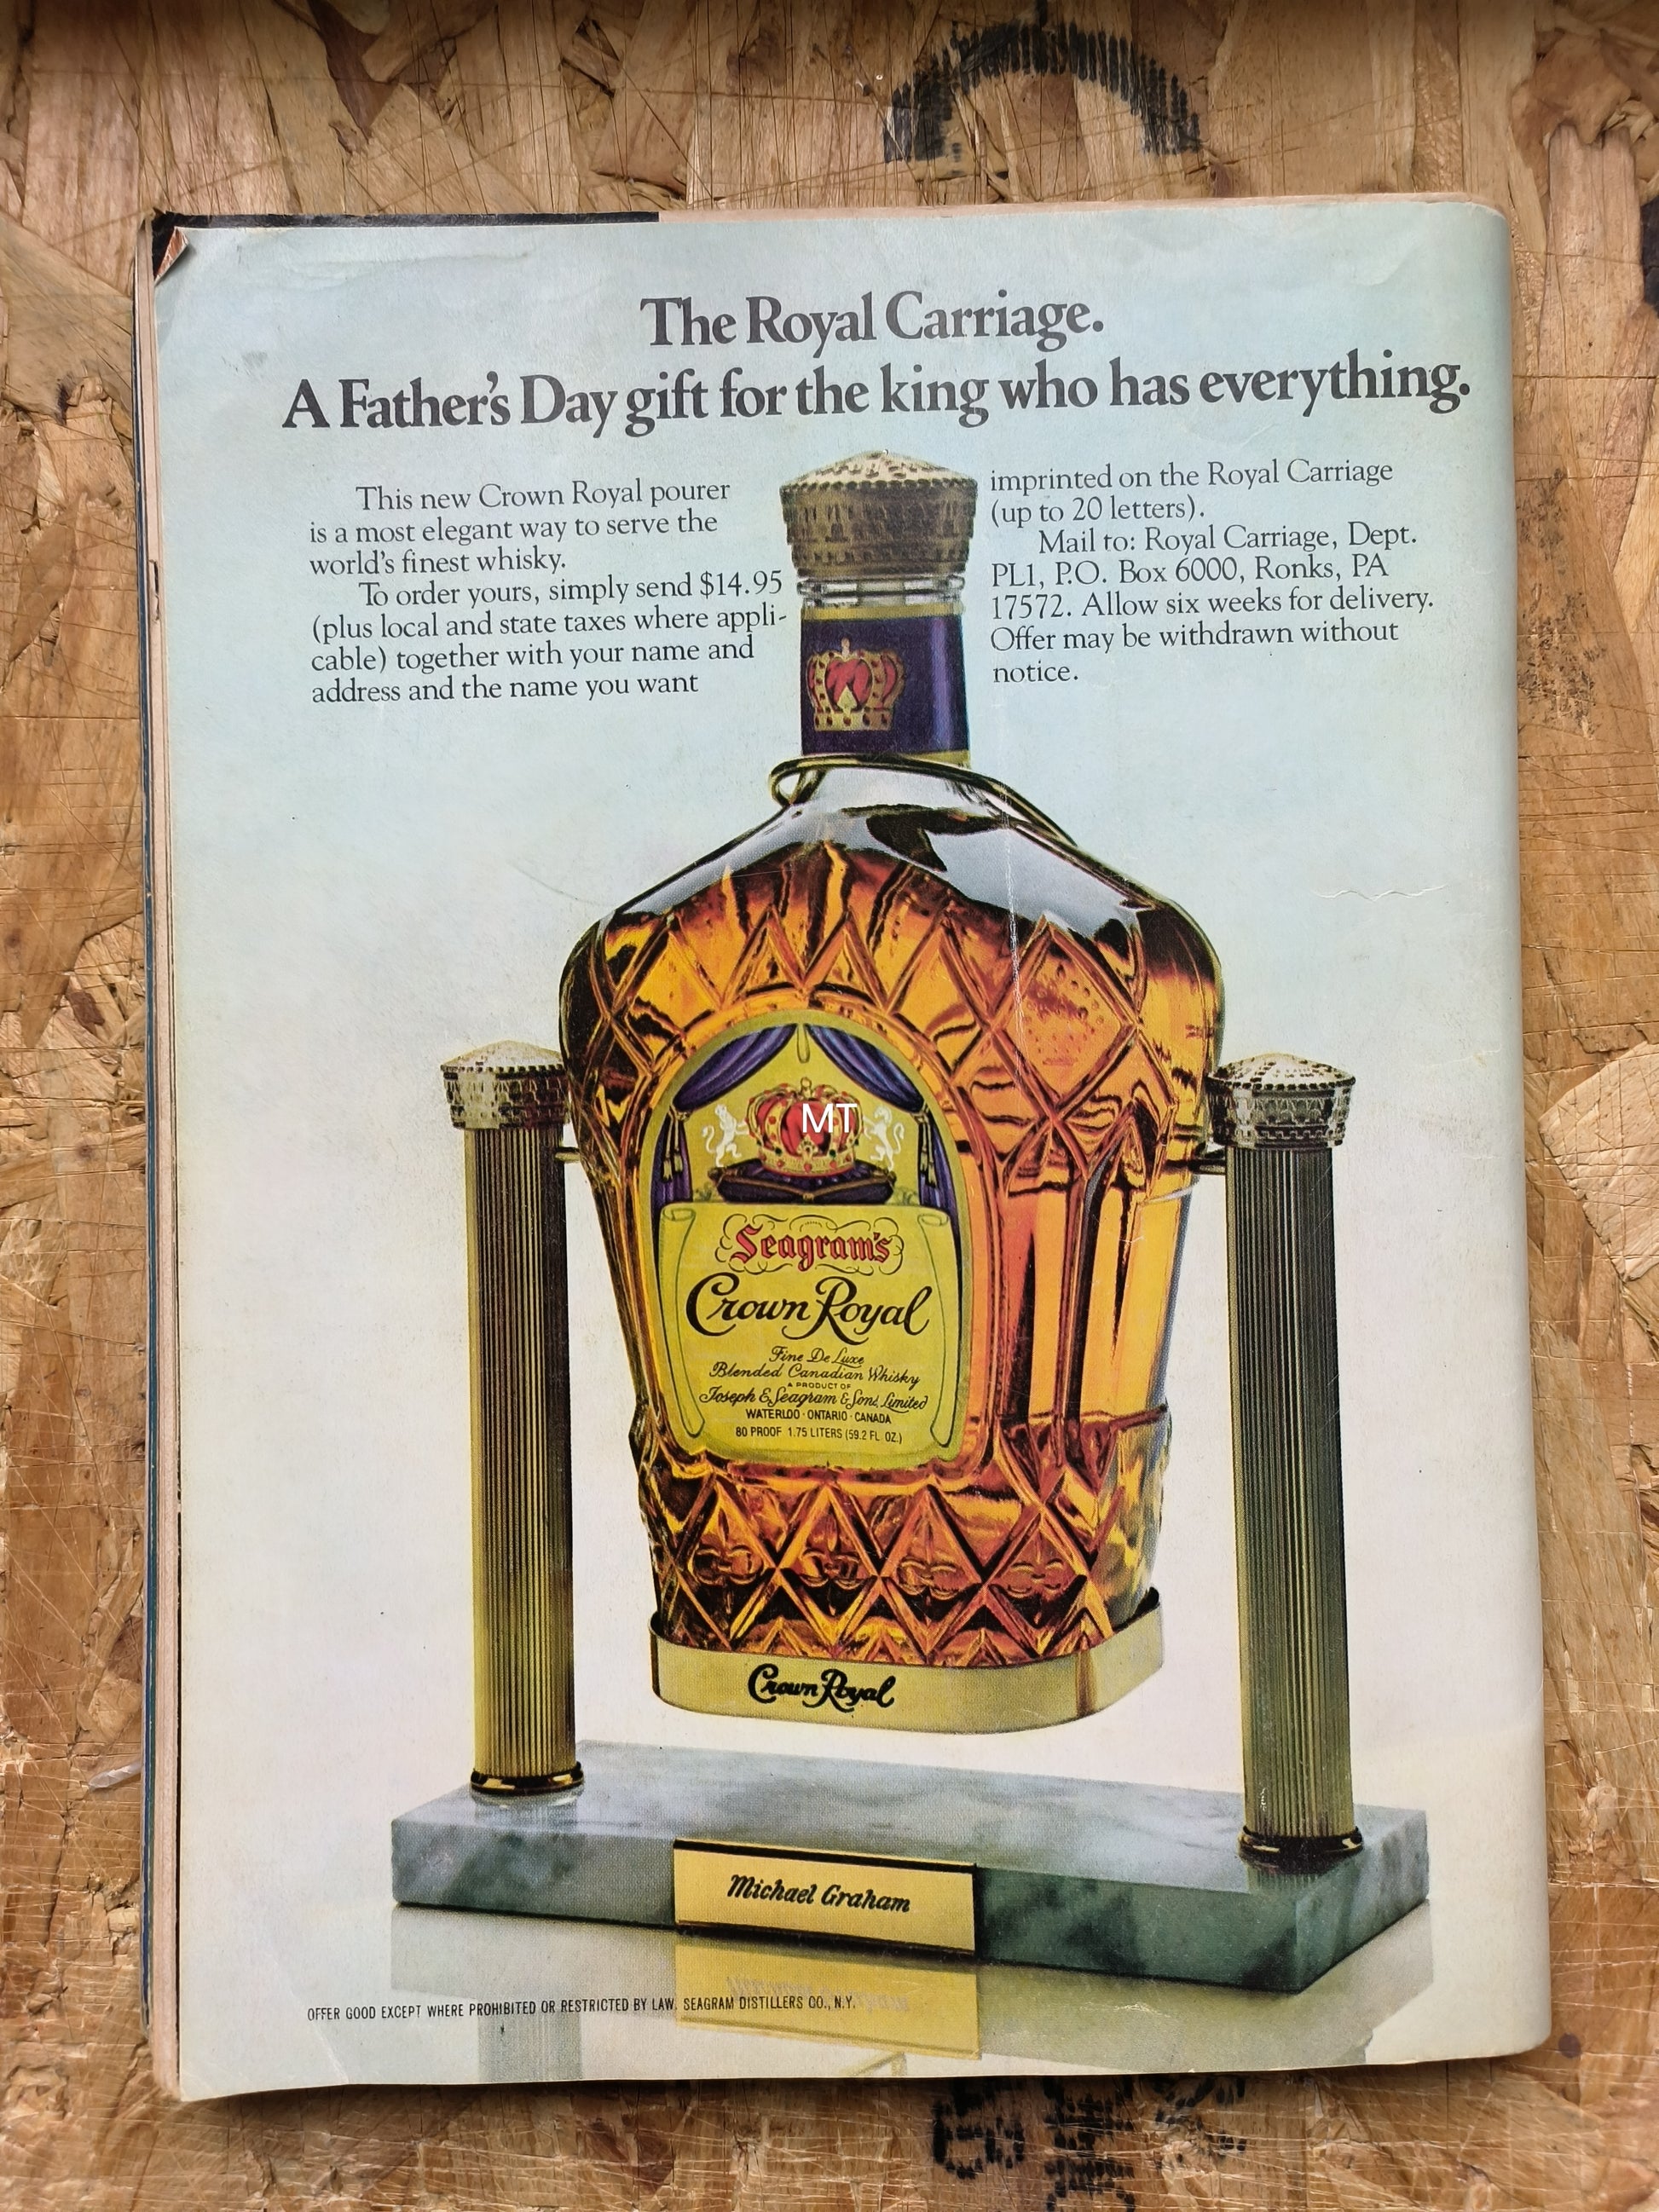 The Royal Carriage.
A Father's Day gift for the king who has everything.
This new Crown Royal pourer
is a most elegant way to serve the
world's finest whisky.
To order yours, simply send $14.95
(plus local and state taxes where appli-
cable) together with your name and
address and the name you want
imprinted on the Royal Carriage
(up to 20 letters).
Mail to: Royal Carriage, Dept.
PL1, P.O. Box 6000, Ronks, PA
17572. Allow six weeks for delivery.
Offer may be withdrawn without
notice.
MT
Seagram's
Crown Royal
Fine De Luxe
Blended Canadian Whisky
A PRODUCT OF
Joseph E. Seagram & Sons, Limited
WATERLOO · ONTARIO · CANADA
80 PROOF 1.75 LITERS (59.2 FL. OZ.)
Crown Royal
Michael Graham
OFFER GOOD EXCEPT WHERE PROHIBITED OR RESTRICTED BY LAW. SEAGRAM DISTILLERS CO., N.Y.